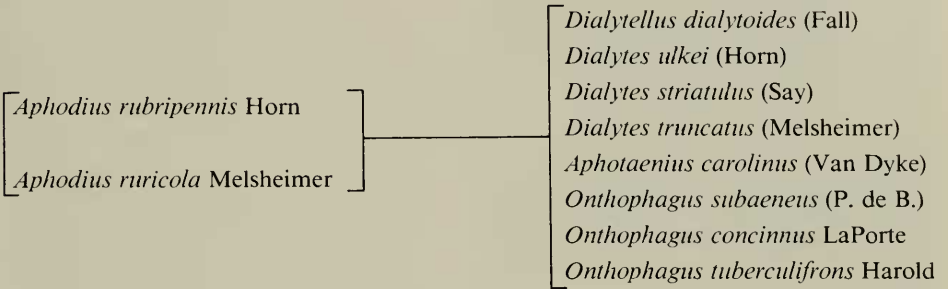 Aphodius rubripennis Horn
Aphodius ruricola Melsheimer
Dialytellus dialytoides (Fall)
Dialytes ulkei (Horn)
Dialytes striatulus (Say)
Dialytes truncatus (Melsheimer)
Aphotaenius carolinus (Van Dyke)
Onthophagus subaeneus (P. de B.)
Onthophagus concinnus LaPorte
Onthophagus tuberculifrons Harold